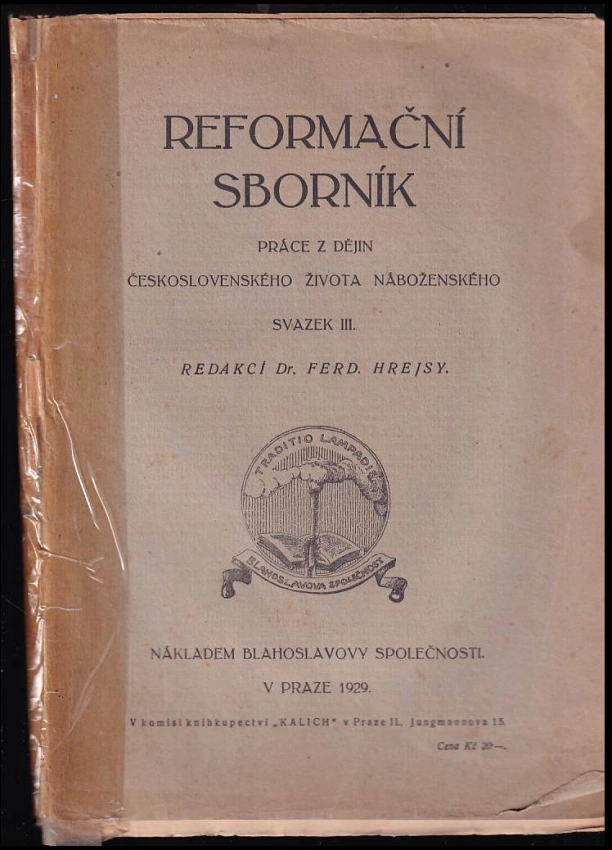 REFORMAČNÍ
SBORNÍK
PRÁCE Z DĚJIN
ČESKOSLOVENSKÉHO ŽIVOTA NÁBOŽENSKÉHO
SVAZEK III.
REDAKCÍ Dr. FERD. HREJSY.
TRADITIO LAMPADIS
BLAHOSLAVOVA SPOLEČNOST
NÁKLADEM BLAHOSLAVOVY SPOLEČNOSTI.
V PRAZE 1929.
V komisi knihkupectví „KALICH“ v Praze II., Jungmannova 15.
Cena Kč 20—.